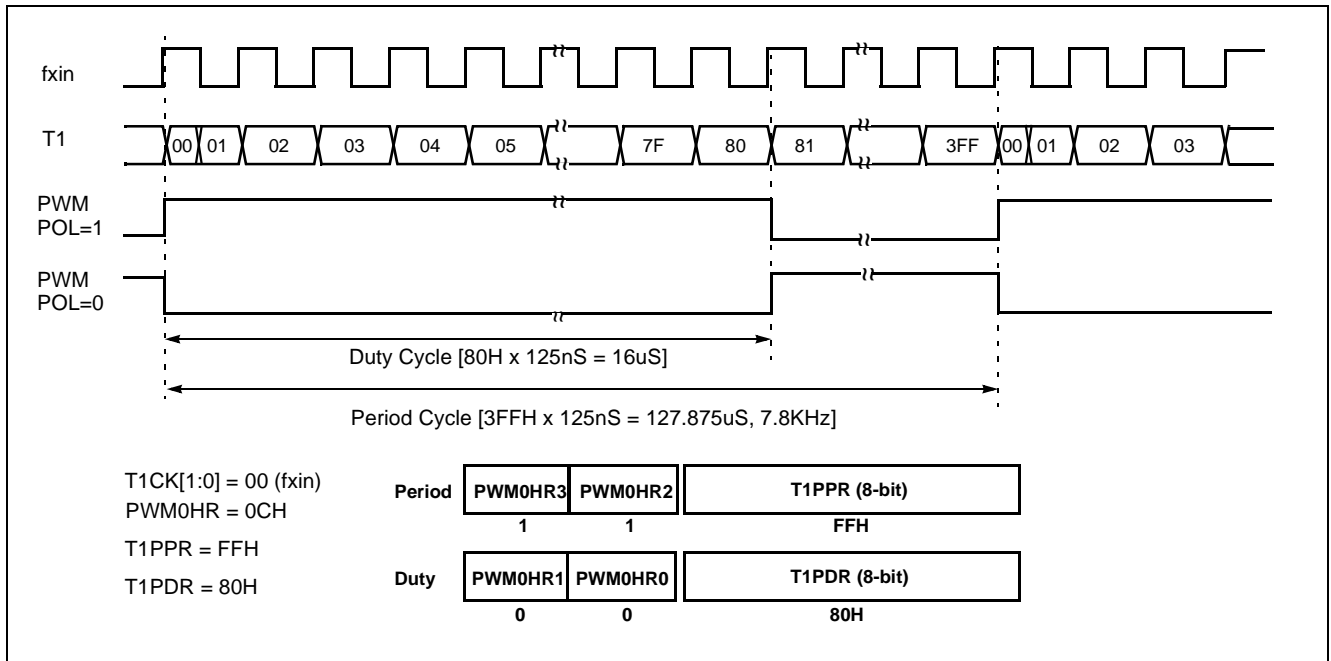 fxin
T1
00 01 02 03 04 05 7F 80 81 3FF 00 01 02 03
PWM
POL=1
PWM
POL=0
Duty Cycle [80H x 125nS = 16uS]
Period Cycle [3FFH x 125nS = 127.875uS, 7.8KHz]
T1CK[1:0] = 00 (fxin)
PWM0HR = 0CH
T1PPR = FFH
T1PDR = 80H
Period PWM0HR3 PWM0HR2 T1PPR (8-bit)
1 1 FFH
Duty PWM0HR1 PWM0HR0 T1PDR (8-bit)
0 0 80H